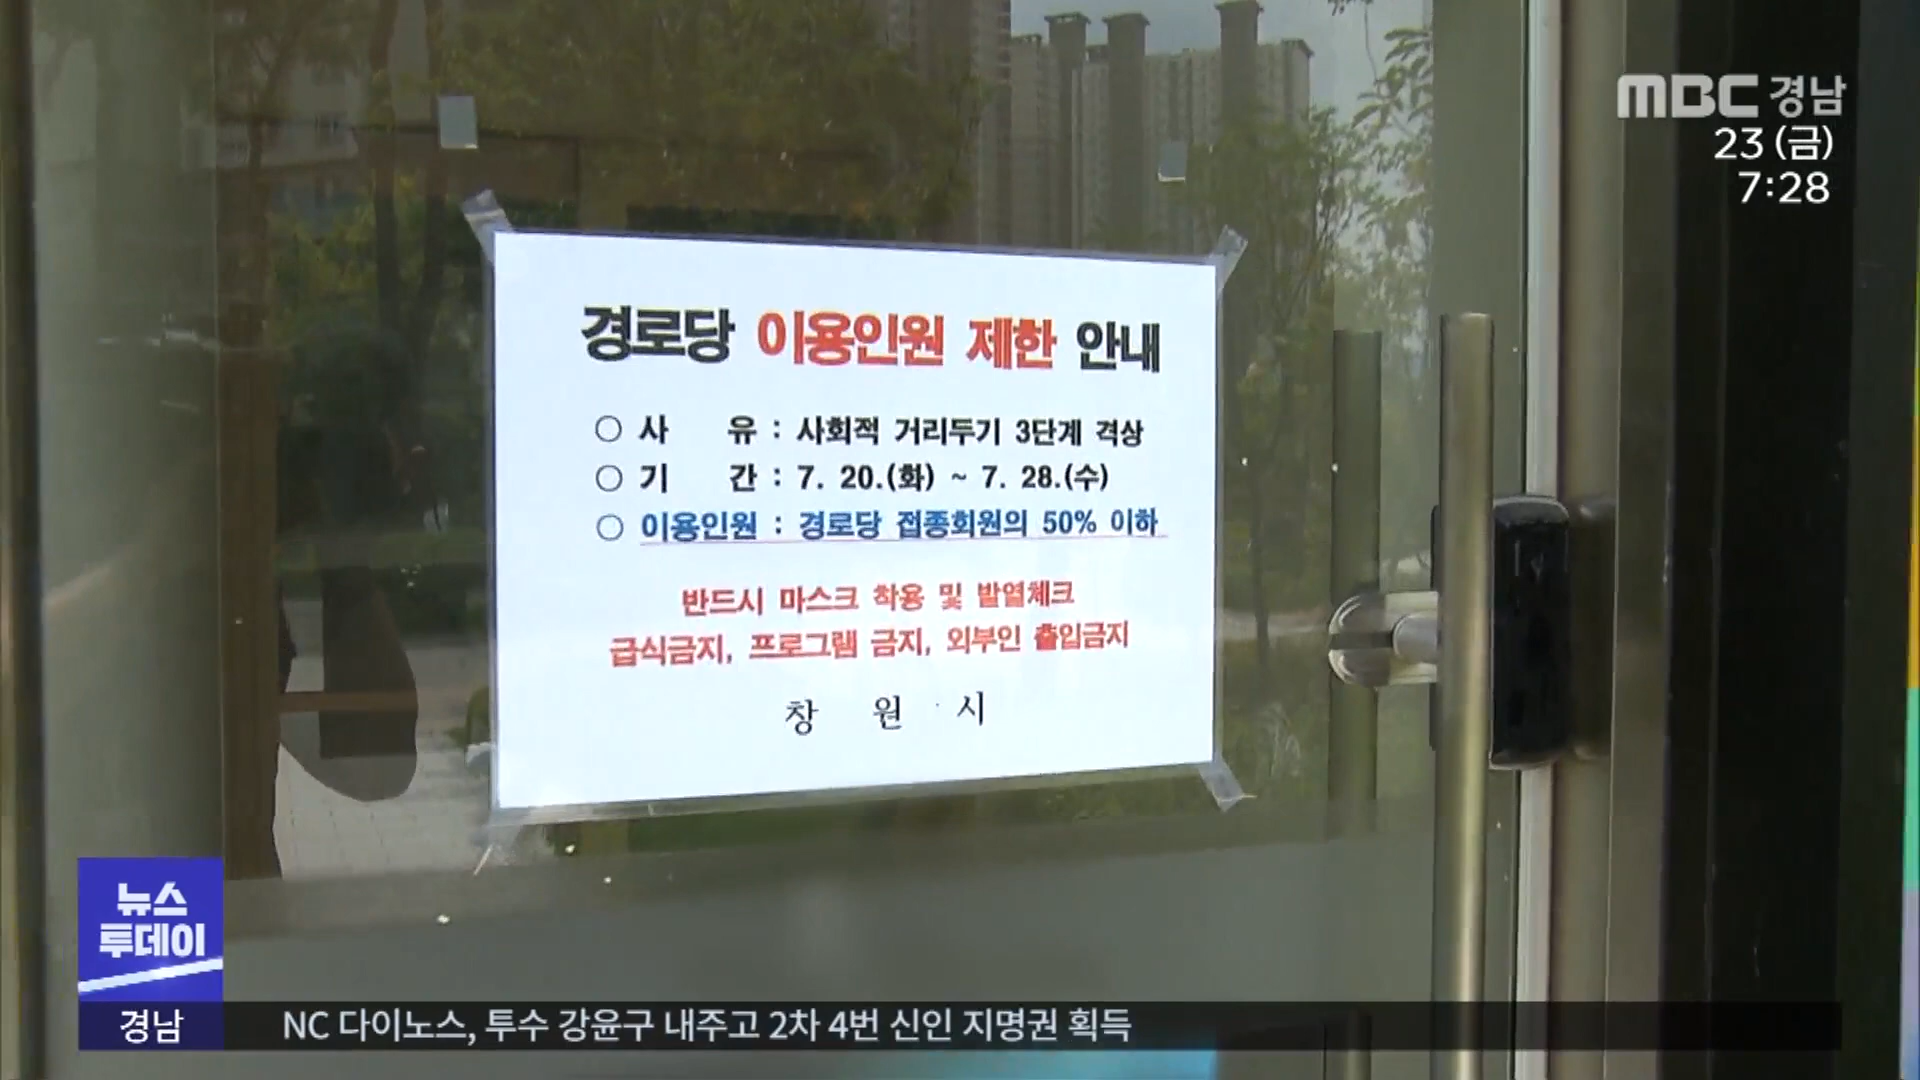 MBC 경남
23 (금)
7:28
경로당 이용인원 제한 안내
○ 사 유 : 사회적 거리두기 3단계 격상
○ 기 간 : 7. 20.(화) ~ 7. 28.(수)
○ 이용인원 : 경로당 접종회원의 50% 이하
반드시 마스크 착용 및 발열체크
급식금지, 프로그램 금지, 외부인 출입금지
창 원 시
뉴스
투데이
경남
NC 다이노스, 투수 강윤구 내주고 2차 4번 신인 지명권 획득